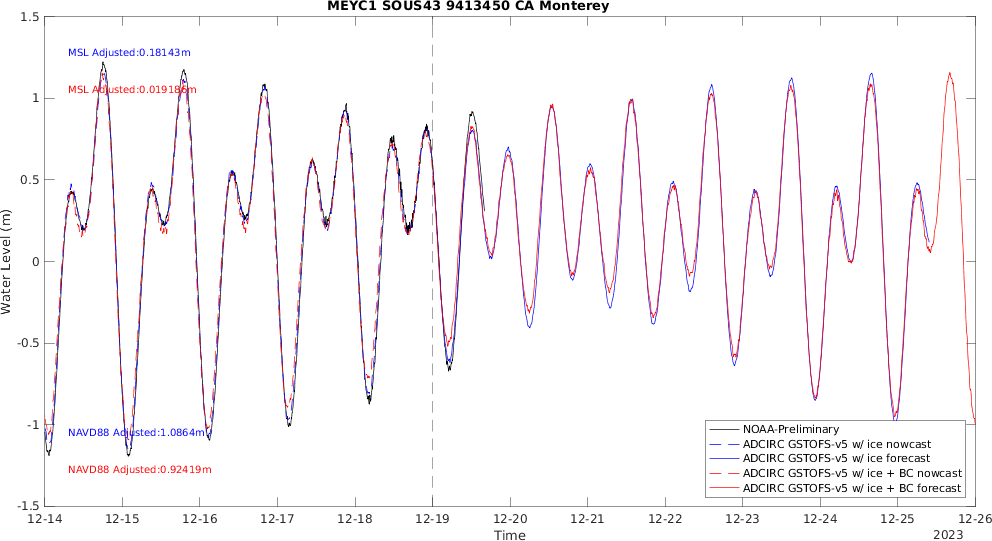 MEYC1 SOUS43 9413450 CA Monterey
MSL Adjusted:0.18143m
MSL Adjusted:0.019186m
NAVD88 Adjusted:1.0864m
NAVD88 Adjusted:0.92419m
Water Level (m)
1.5
1
0.5
0
-0.5
-1
-1.5
NOAA-Preliminary
ADCIRC GSTOFS-v5 w/ ice nowcast
ADCIRC GSTOFS-v5 w/ ice forecast
ADCIRC GSTOFS-v5 w/ ice + BC nowcast
ADCIRC GSTOFS-v5 w/ ice + BC forecast
12-14 12-15 12-16 12-17 12-18 12-19 12-20 12-21 12-22 12-23 12-24 12-25 12-26
Time
2023